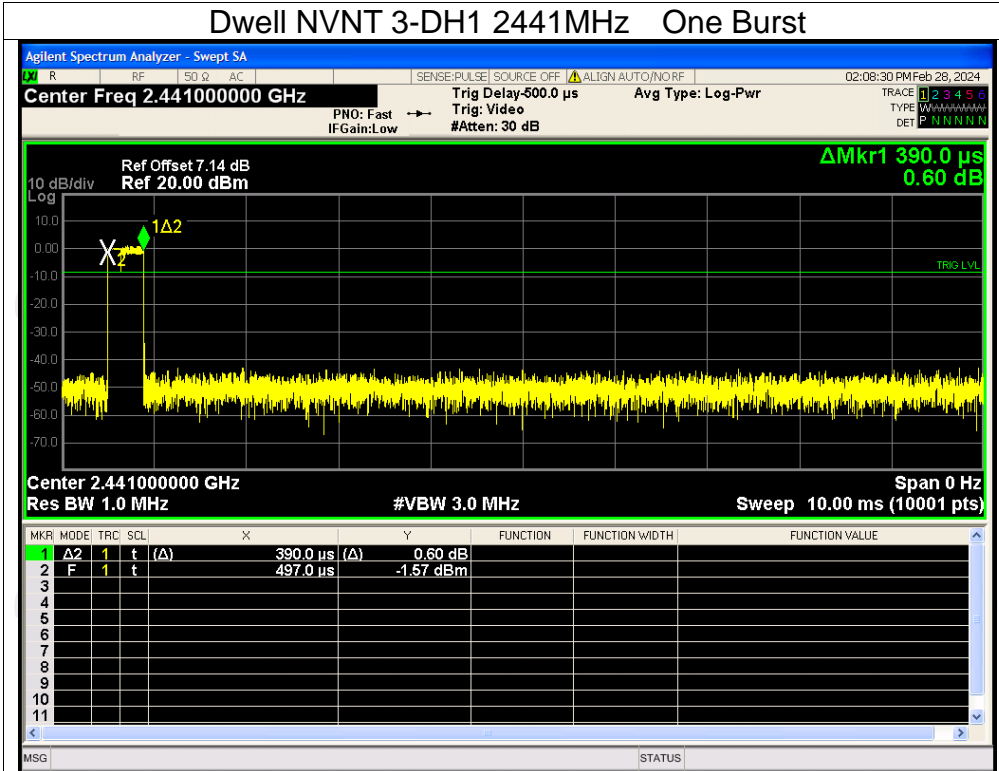 Dwell NVNT 3-DH1 2441MHz One Burst
Agilent Spectrum Analyzer - Swept SA
LXI R RF 50 Ω AC SENSE:PULSE SOURCE OFF ALIGN AUTO/NORF 02:08:30 PM Feb 28, 2024
Center Freq 2.441000000 GHz
PNO: Fast
IFGain:Low
Trig Delay-500.0 µs
Trig: Video
#Atten: 30 dB
Avg Type: Log-Pwr
TRACE 1 2 3 4 5 6
TYPE WWWWWW
DET P N N N N N
Ref Offset 7.14 dB
10 dB/div Ref 20.00 dBm
Log
ΔMkr1 390.0 µs
0.60 dB
10.0
0.00
-10.0
-20.0
-30.0
-40.0
-50.0
-60.0
-70.0
1Δ2
2
TRIG LVL
Center 2.441000000 GHz Span 0 Hz
Res BW 1.0 MHz #VBW 3.0 MHz Sweep 10.00 ms (10001 pts)
MKR MODE TRC SCL X Y FUNCTION FUNCTION WIDTH FUNCTION VALUE
1 Δ2 1 t (Δ) 390.0 µs (Δ) 0.60 dB
2 F 1 t 497.0 µs -1.57 dBm
3
4
5
6
7
8
9
10
11
MSG STATUS